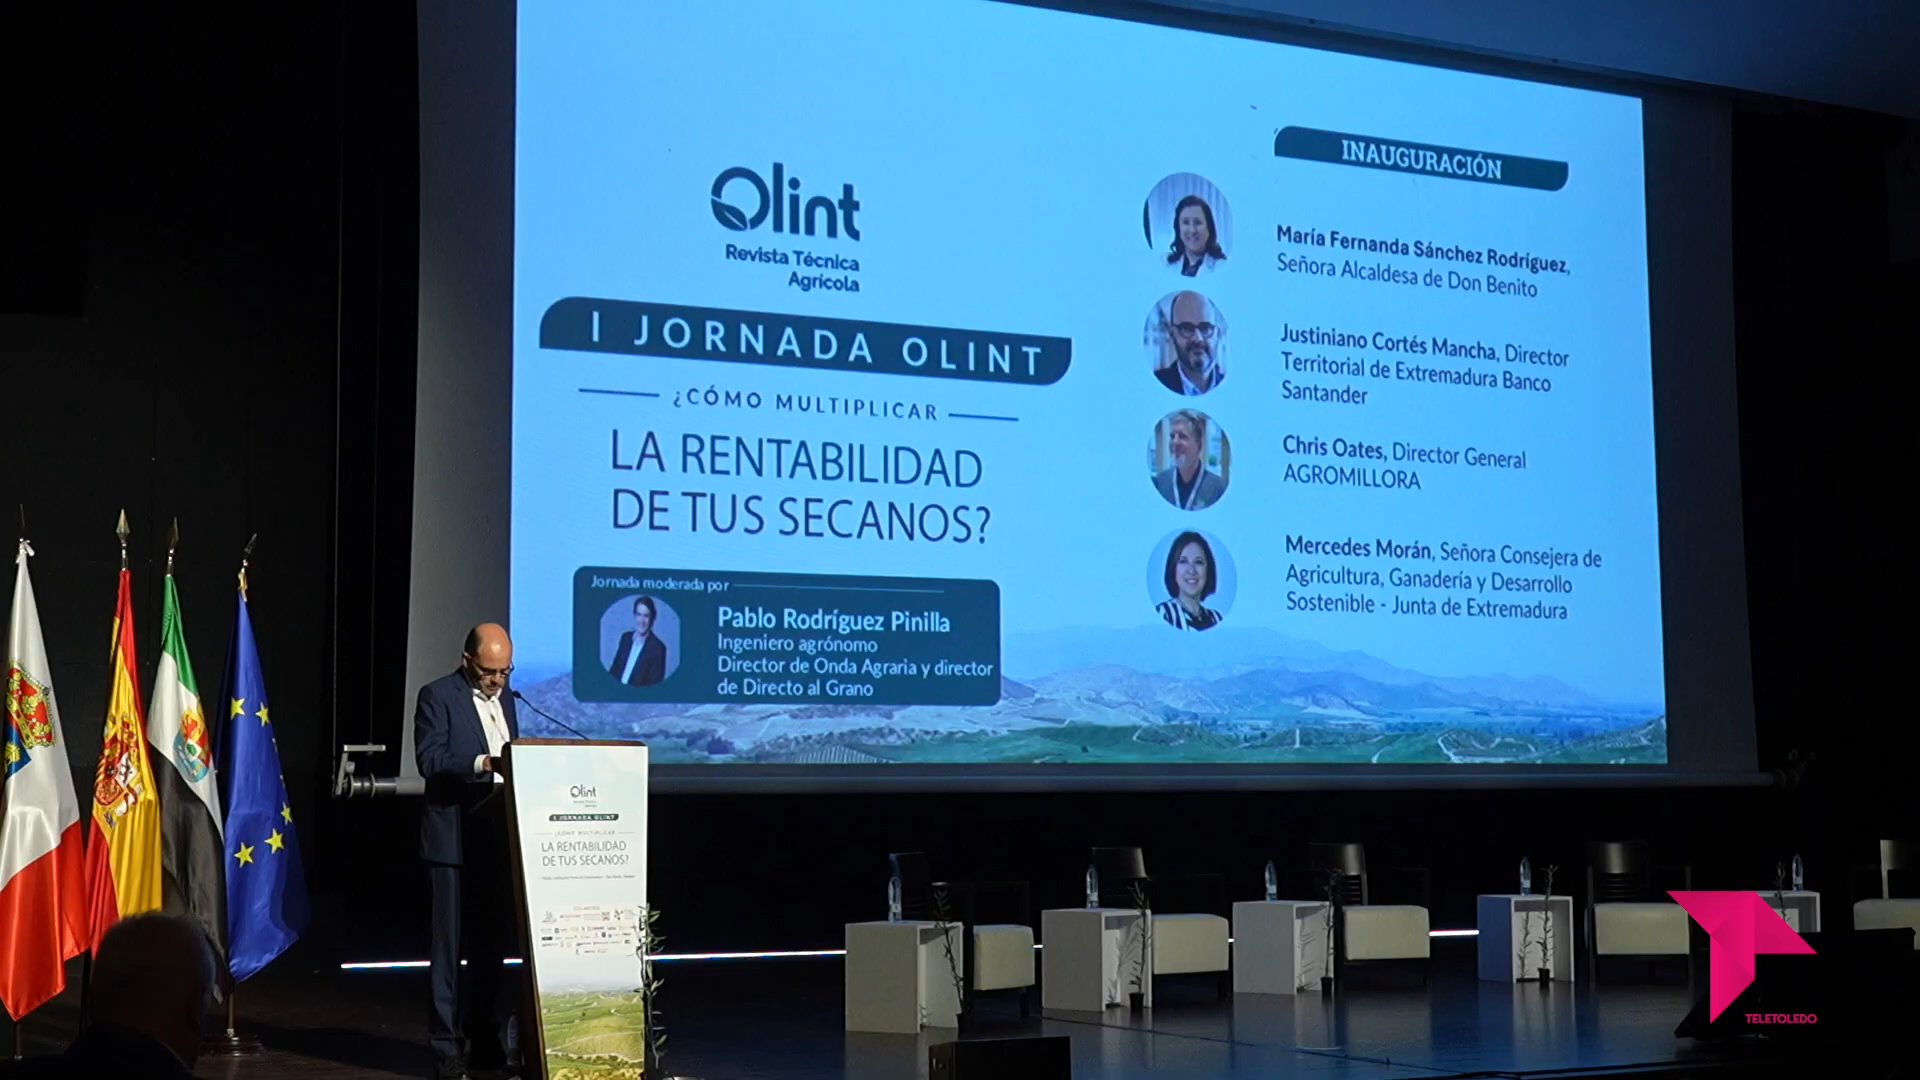 Olint
Revista Técnica
Agrícola
I JORNADA OLINT
¿CÓMO MULTIPLICAR
LA RENTABILIDAD
DE TUS SECANOS?
Jornada moderada por
Pablo Rodríguez Pinilla
Ingeniero agrónomo
Director de Onda Agraria y director
de Directo al Grano
INAUGURACIÓN
María Fernanda Sánchez Rodríguez,
Señora Alcaldesa de Don Benito
Justiniano Cortés Mancha, Director
Territorial de Extremadura Banco
Santander
Chris Oates, Director General
AGROMILLORA
Mercedes Morán, Señora Consejera de
Agricultura, Ganadería y Desarrollo
Sostenible - Junta de Extremadura
Olint
I JORNADA OLINT
¿CÓMO MULTIPLICAR
LA RENTABILIDAD
DE TUS SECANOS?
TELETOLEDO